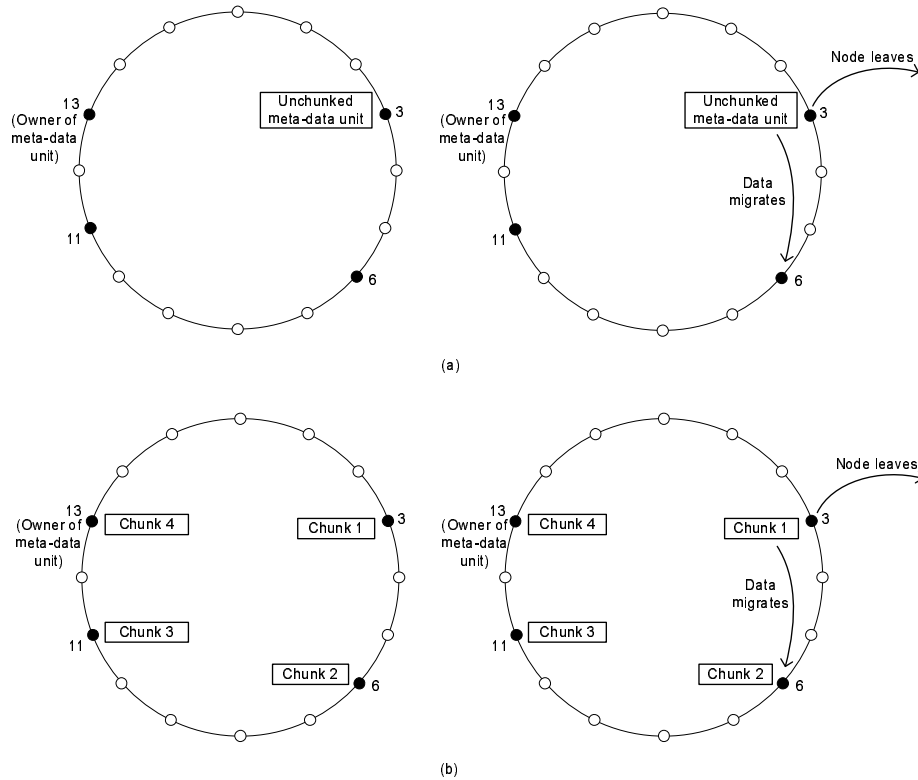 13
(Owner of
meta-data
unit)
Unchunked
meta-data unit
3
11
6
Node leaves
13
(Owner of
meta-data
unit)
Unchunked
meta-data unit
3
Data
migrates
11
6
(a)
13
(Owner of
meta-data
unit)
Chunk 4
Chunk 1
3
11
Chunk 3
Chunk 2
6
Node leaves
13
(Owner of
meta-data
unit)
Chunk 4
Chunk 1
3
Data
migrates
11
Chunk 3
Chunk 2
6
(b)